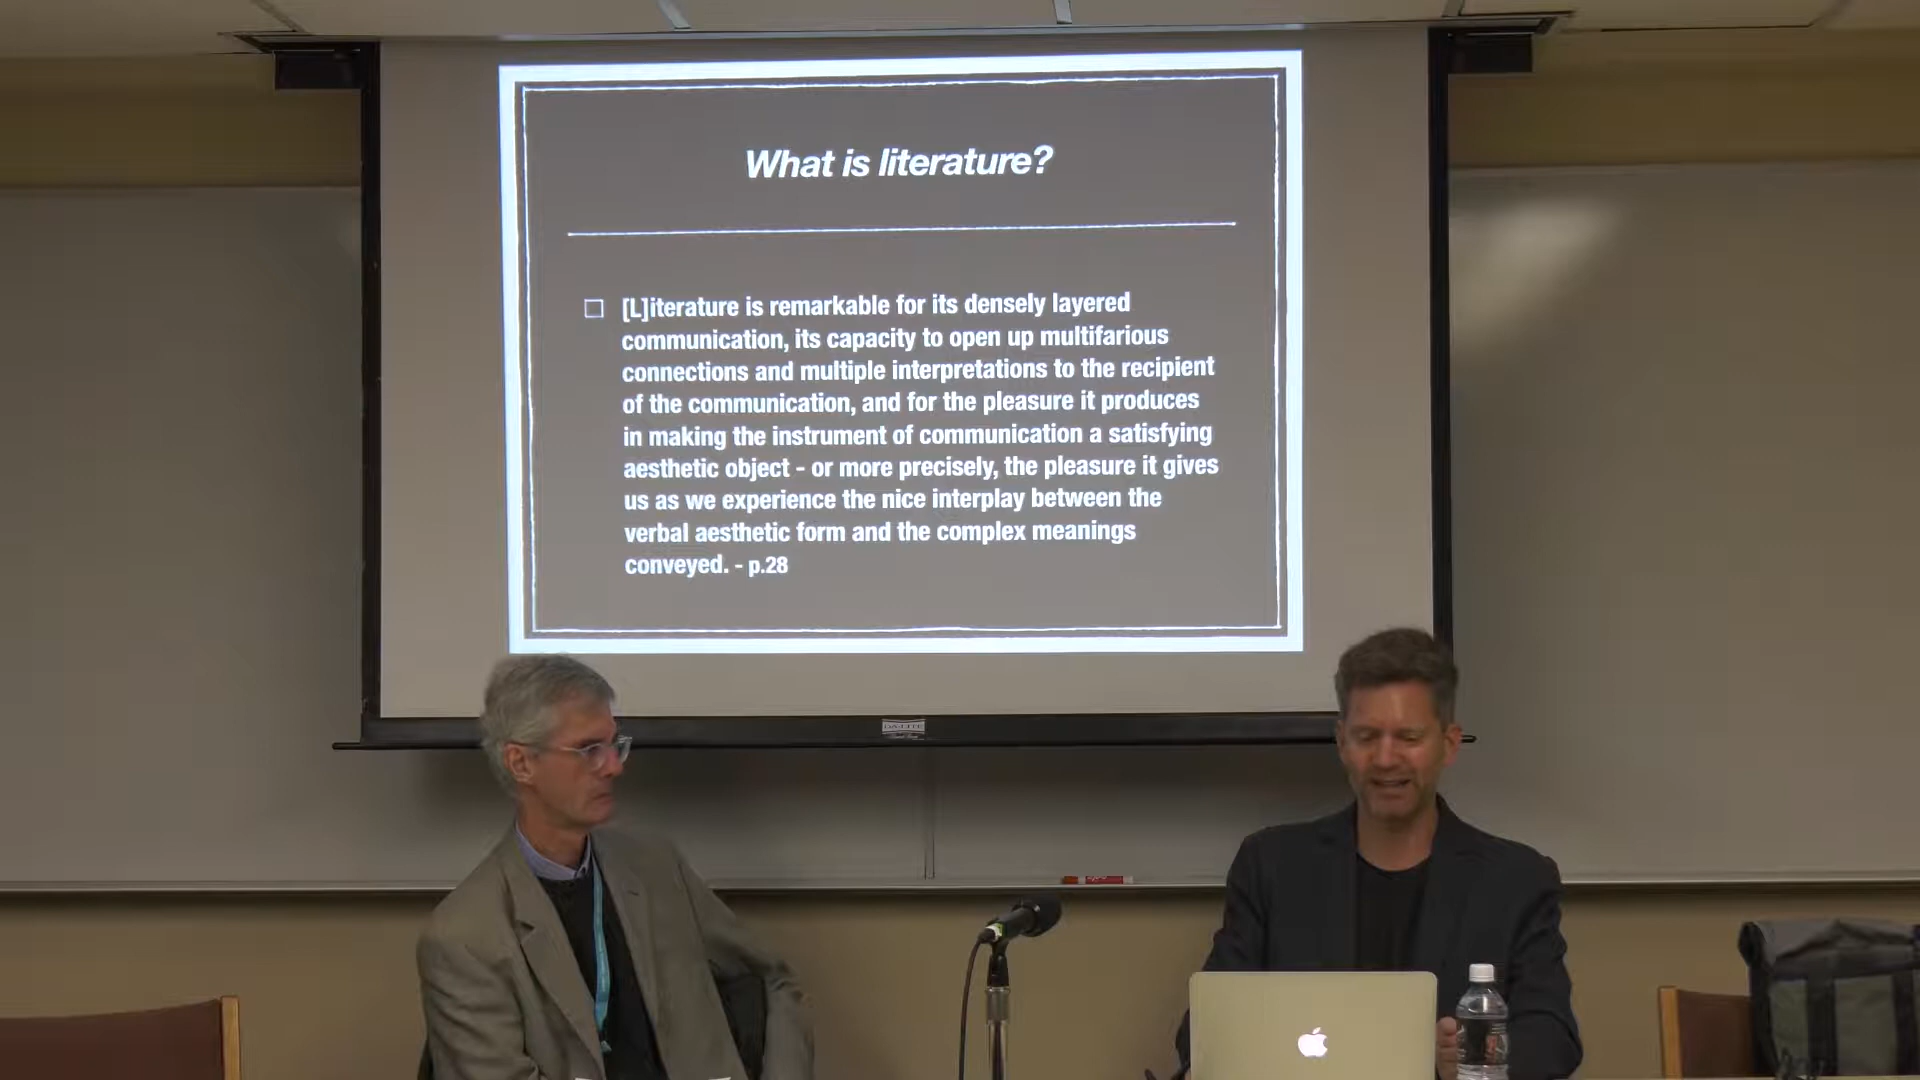 What is literature?
[L]iterature is remarkable for its densely layered
communication, its capacity to open up multifarious
connections and multiple interpretations to the recipient
of the communication, and for the pleasure it produces
in making the instrument of communication a satisfying
aesthetic object - or more precisely, the pleasure it gives
us as we experience the nice interplay between the
verbal aesthetic form and the complex meanings
conveyed. - p.28
DA-LITE